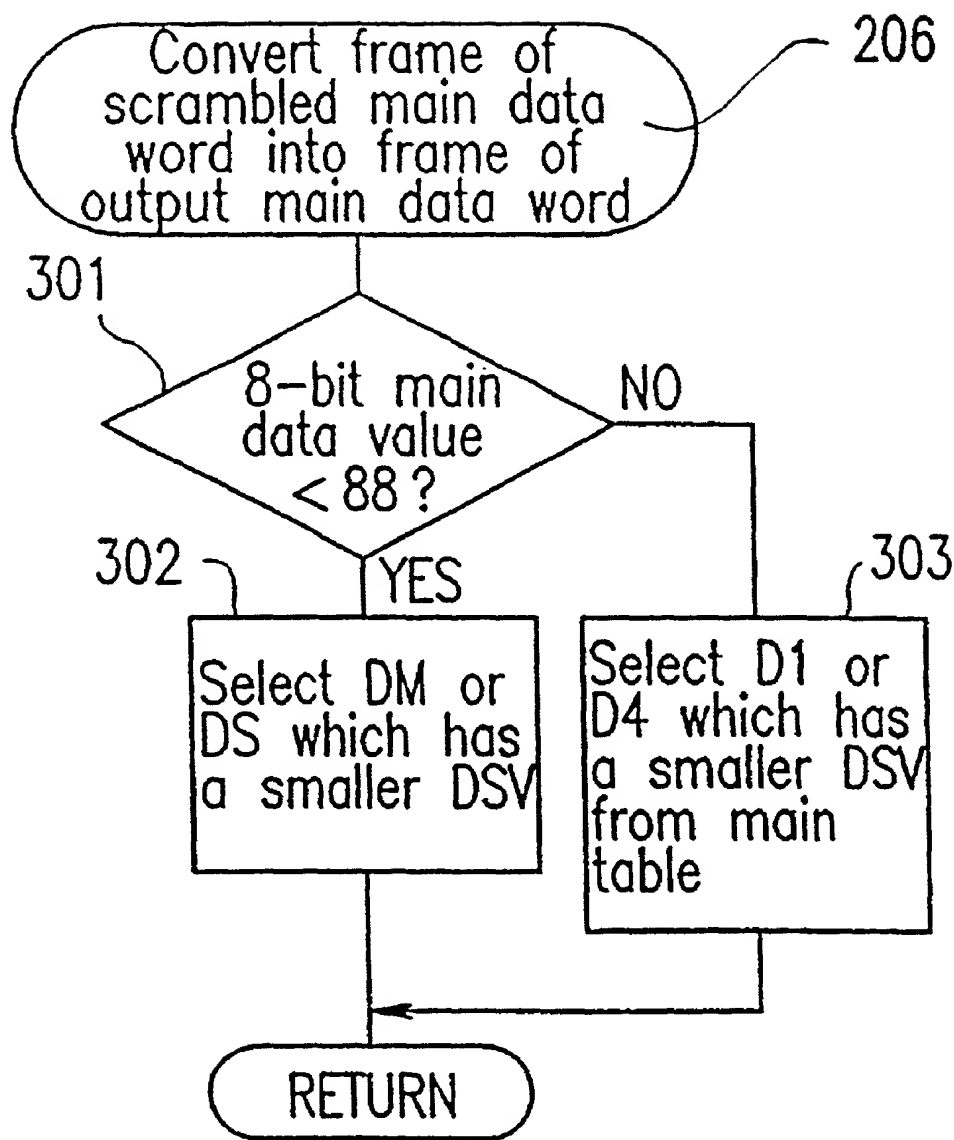 Convert frame of
scrambled main data
word into frame of
output main data word
206
301
8-bit main
data value
< 88 ?
NO
302
YES
303
Select DM or
DS which has
a smaller DSV
Select D1 or
D4 which has
a smaller DSV
from main
table
RETURN